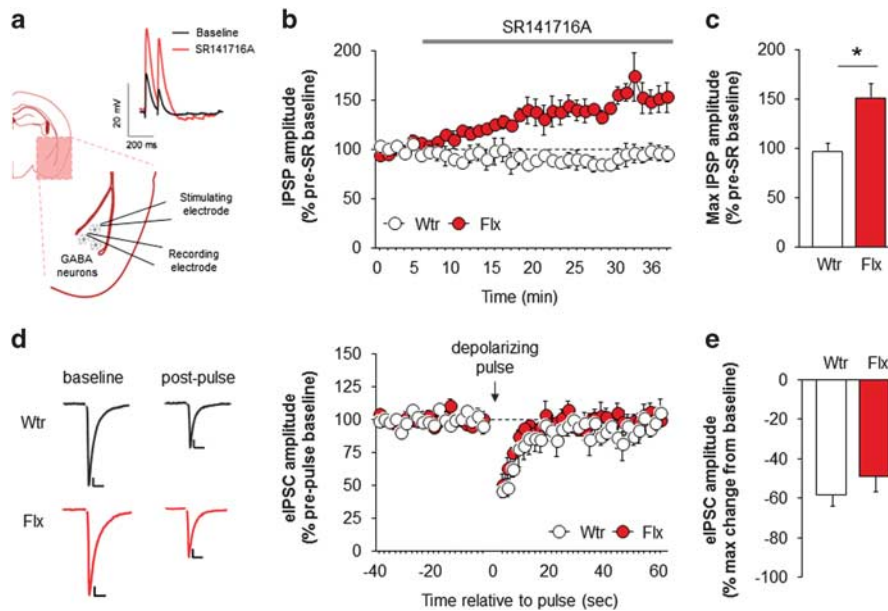 a
Baseline
SR141716A
20 mV
200 ms
Stimulating
electrode
GABA
neurons
Recording
electrode
b
SR141716A
IPSP amplitude
(% pre-SR baseline)
200
150
100
50
0
Wtr
Flx
0 5 10 15 20 25 30 36
Time (min)
c
*
Max IPSP amplitude
(% pre-SR baseline)
200
150
100
50
0
Wtr
Flx
d
baseline
post-pulse
Wtr
Flx
depolarizing
pulse
eIPSC amplitude
(% pre-pulse baseline)
150
125
100
75
50
25
0
Wtr
Flx
-40 -20 0 20 40 60
Time relative to pulse (sec)
e
Wtr
Flx
eIPSC amplitude
(% max change from baseline)
0
-20
-40
-60
-80
-100